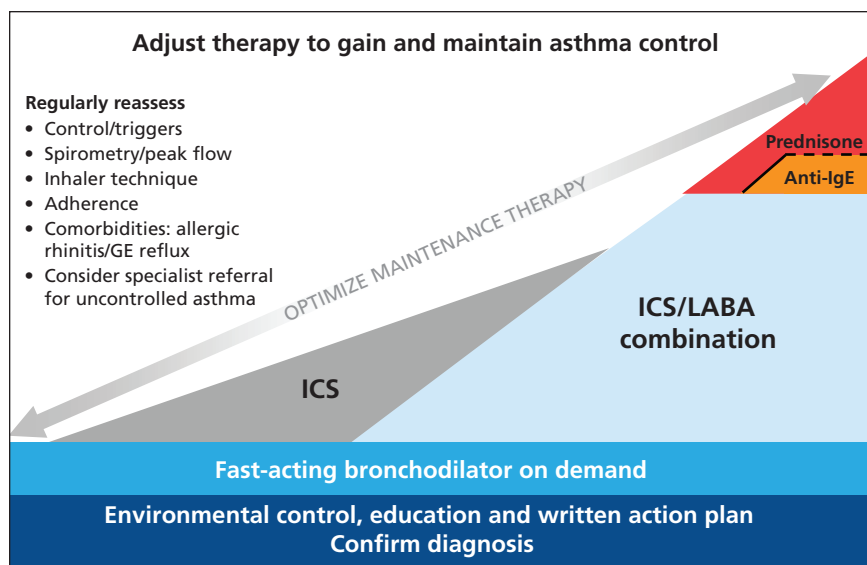 Adjust therapy to gain and maintain asthma control
Regularly reassess
• Control/triggers
• Spirometry/peak flow
• Inhaler technique
• Adherence
• Comorbidities: allergic
rhinitis/GE reflux
• Consider specialist referral
for uncontrolled asthma
OPTIMIZE MAINTENANCE THERAPY
Prednisone
Anti-IgE
ICS/LABA
combination
ICS
Fast-acting bronchodilator on demand
Environmental control, education and written action plan
Confirm diagnosis